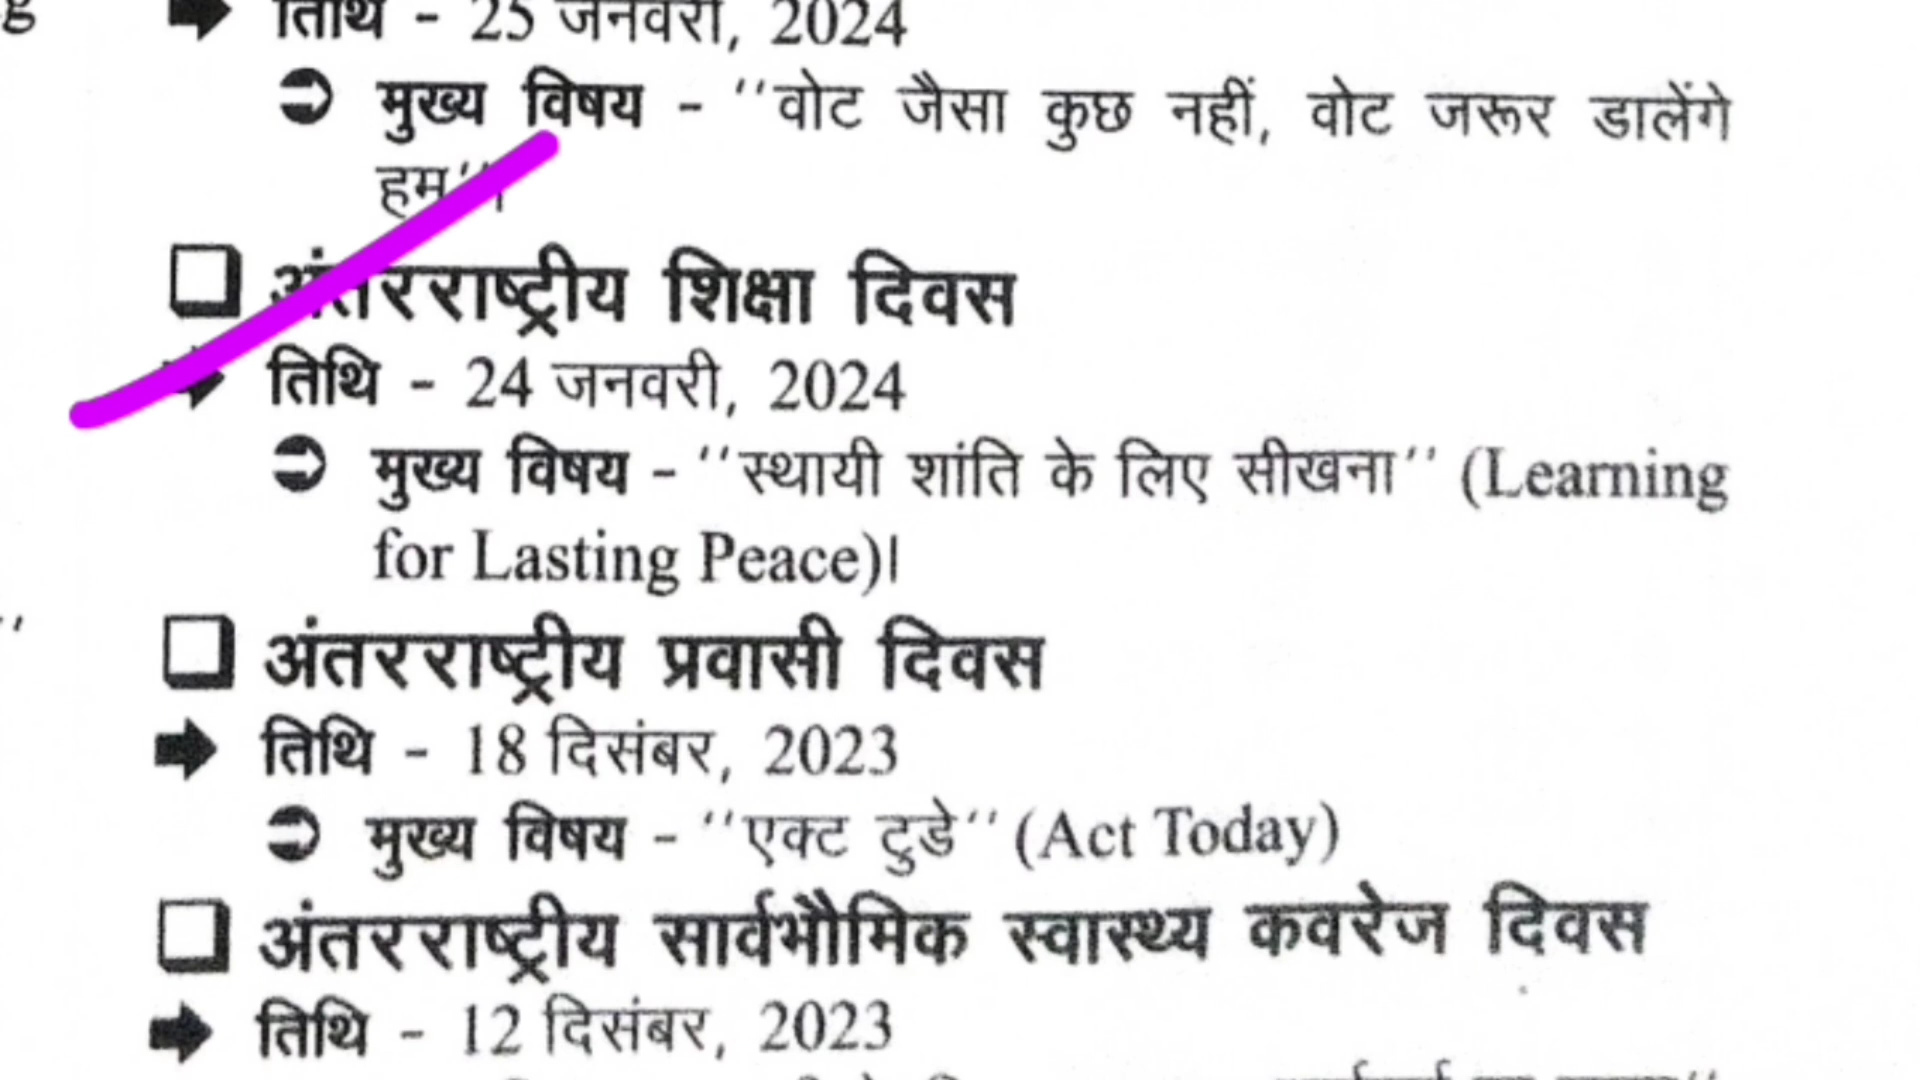 तिथि - 25 जनवरी, 2024
मुख्य विषय - ''वोट जैसा कुछ नहीं, वोट जरूर डालेंगे
हम''।
अंतरराष्ट्रीय शिक्षा दिवस
तिथि - 24 जनवरी, 2024
मुख्य विषय - ''स्थायी शांति के लिए सीखना'' (Learning
for Lasting Peace)।
अंतरराष्ट्रीय प्रवासी दिवस
तिथि - 18 दिसंबर, 2023
मुख्य विषय - ''एक्ट टुडे'' (Act Today)
अंतरराष्ट्रीय सार्वभौमिक स्वास्थ्य कवरेज दिवस
तिथि - 12 दिसंबर, 2023